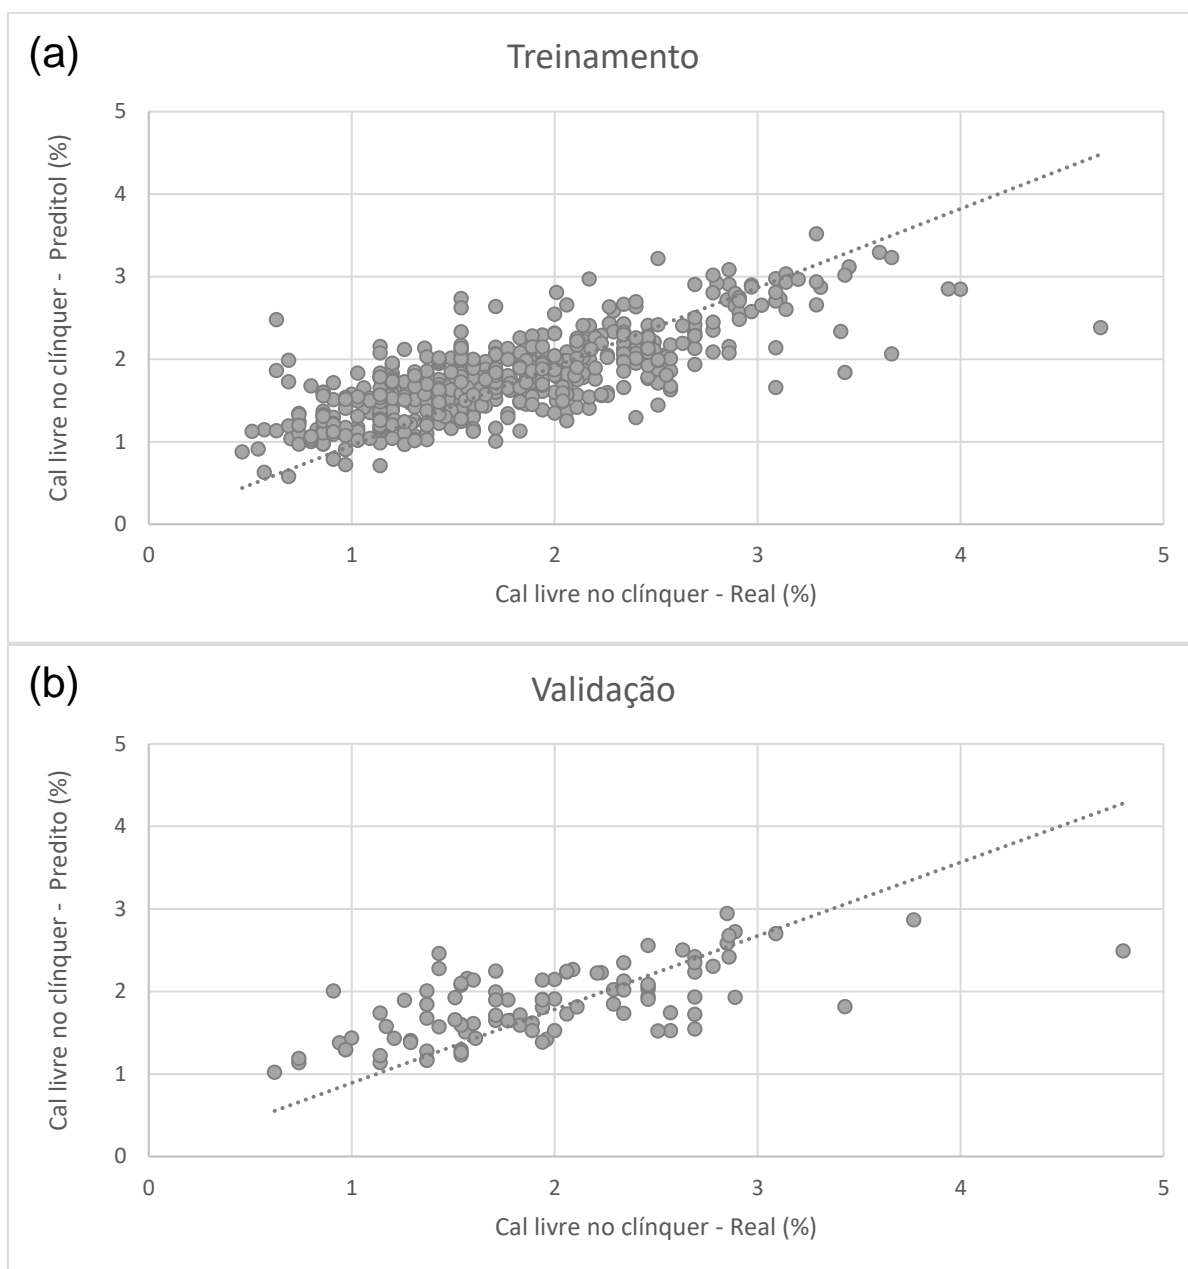 (a)
Treinamento
Cal livre no clínquer - Preditol (%)
5
4
3
2
1
0
0 1 2 3 4 5
Cal livre no clínquer - Real (%)
(b)
Validação
Cal livre no clínquer - Predito (%)
5
4
3
2
1
0
0 1 2 3 4 5
Cal livre no clínquer - Real (%)